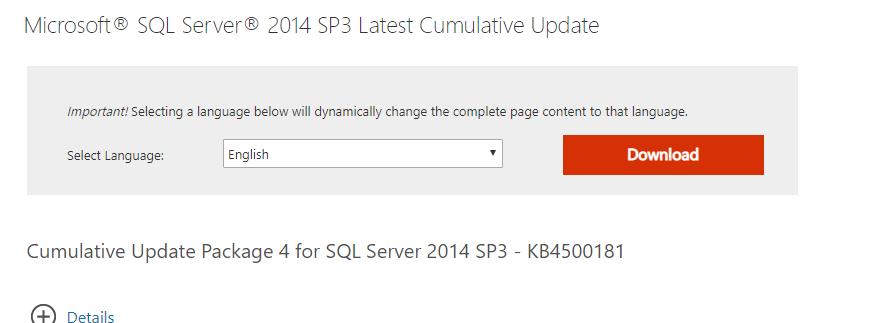 Microsoft® SQL Server® 2014 SP3 Latest Cumulative Update
Important! Selecting a language below will dynamically change the complete page content to that language.
Select Language:
English
Download
Cumulative Update Package 4 for SQL Server 2014 SP3 - KB4500181
Details